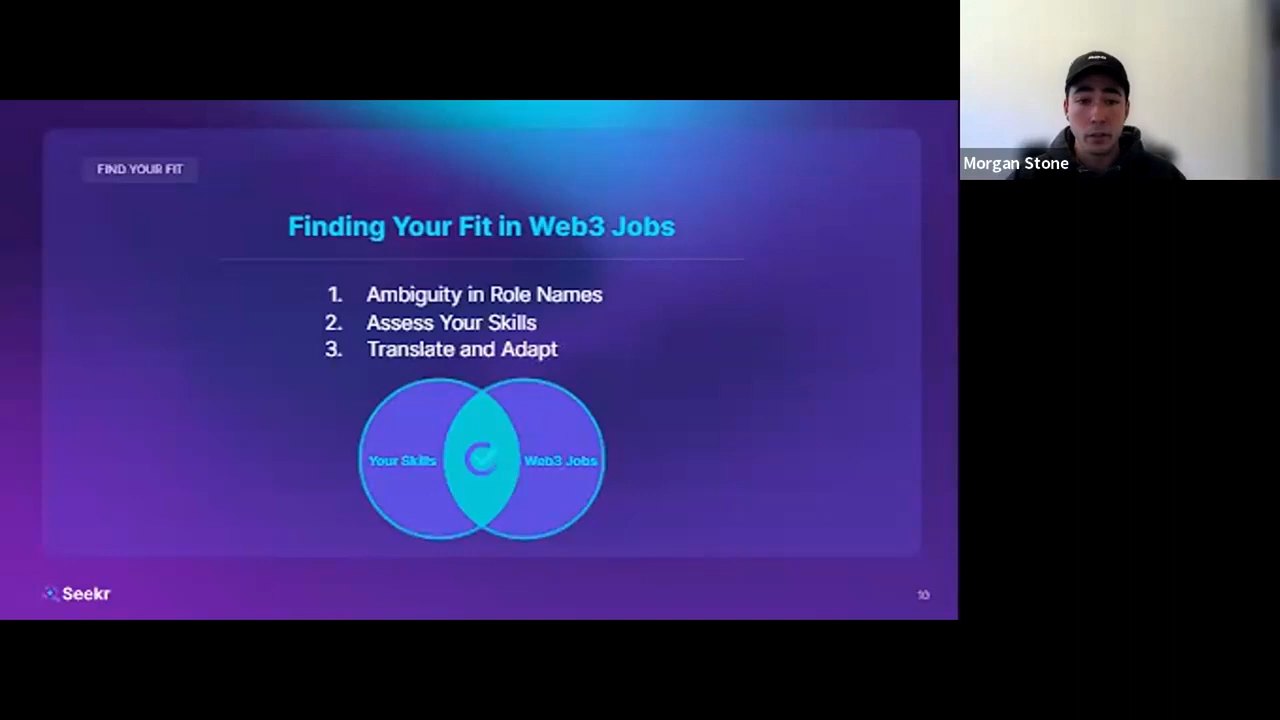 FIND YOUR FIT
Finding Your Fit in Web3 Jobs
1. Ambiguity in Role Names
2. Assess Your Skills
3. Translate and Adapt
Your Skills
Web3 Jobs
Seekr
Morgan Stone